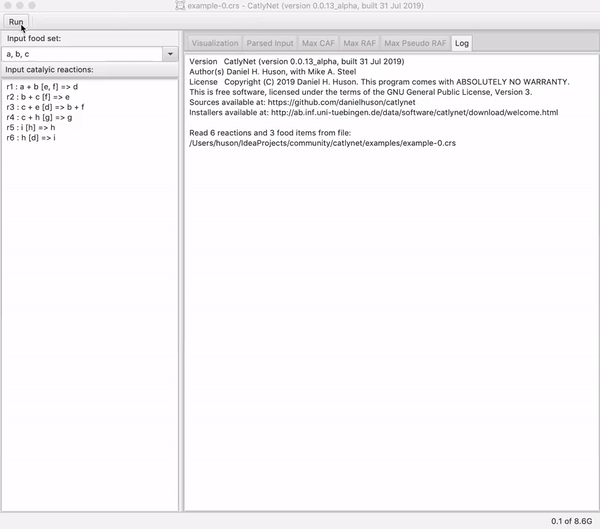 example-0.crs - CatlyNet (version 0.0.13_alpha, built 31 Jul 2019)
Run
Input food set:
a, b, c
Input catalyic reactions:
r1 : a + b [e, f] => d
r2 : b + c [f] => e
r3 : c + e [d] => b + f
r4 : c + h [g] => g
r5 : i [h] => h
r6 : h [d] => i
Visualization Parsed Input Max CAF Max RAF Max Pseudo RAF Log
Version CatlyNet (version 0.0.13_alpha, built 31 Jul 2019)
Author(s) Daniel H. Huson, with Mike A. Steel
License Copyright (C) 2019 Daniel H. Huson. This program comes with ABSOLUTELY NO WARRANTY.
This is free software, licensed under the terms of the GNU General Public License, Version 3.
Sources available at: https://github.com/danielhuson/catlynet
Installers available at: http://ab.inf.uni-tuebingen.de/data/software/catlynet/download/welcome.html
Read 6 reactions and 3 food items from file:
/Users/huson/IdeaProjects/community/catlynet/examples/example-0.crs
0.1 of 8.6G